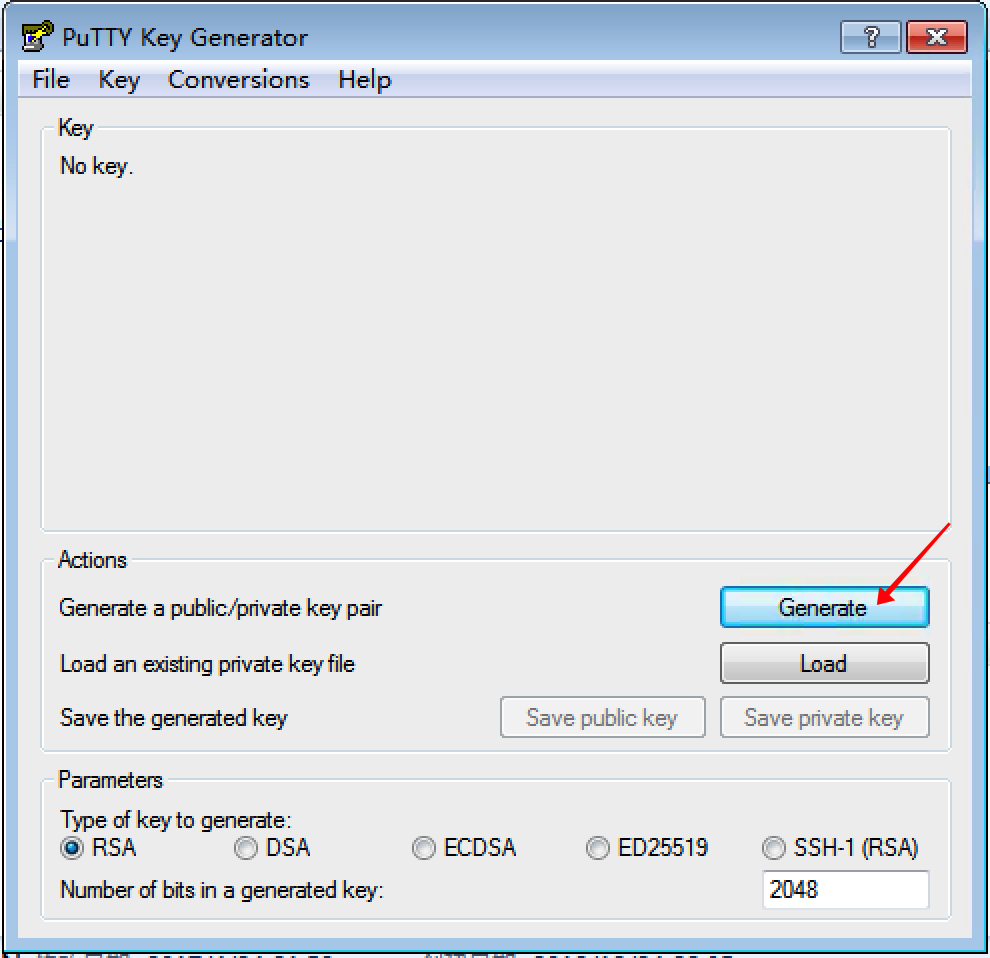 PuTTY Key Generator
?
File Key Conversions Help
Key
No key.
Actions
Generate a public/private key pair Generate
Load an existing private key file Load
Save the generated key Save public key Save private key
Parameters
Type of key to generate:
RSA DSA ECDSA ED25519 SSH-1 (RSA)
Number of bits in a generated key: 2048